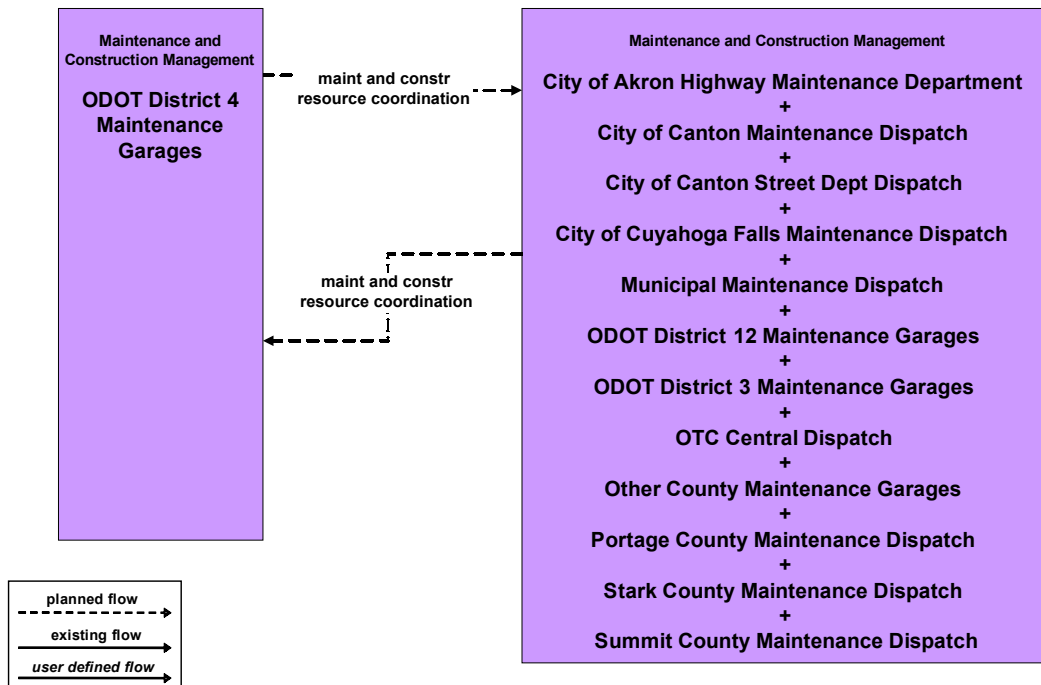 Maintenance and
Construction Management
ODOT District 4
Maintenance
Garages
maint and constr
resource coordination
maint and constr
resource coordination
Maintenance and Construction Management
City of Akron Highway Maintenance Department
+
City of Canton Maintenance Dispatch
+
City of Canton Street Dept Dispatch
+
City of Cuyahoga Falls Maintenance Dispatch
+
Municipal Maintenance Dispatch
+
ODOT District 12 Maintenance Garages
+
ODOT District 3 Maintenance Garages
+
OTC Central Dispatch
+
Other County Maintenance Garages
+
Portage County Maintenance Dispatch
+
Stark County Maintenance Dispatch
+
Summit County Maintenance Dispatch
planned flow
existing flow
user defined flow